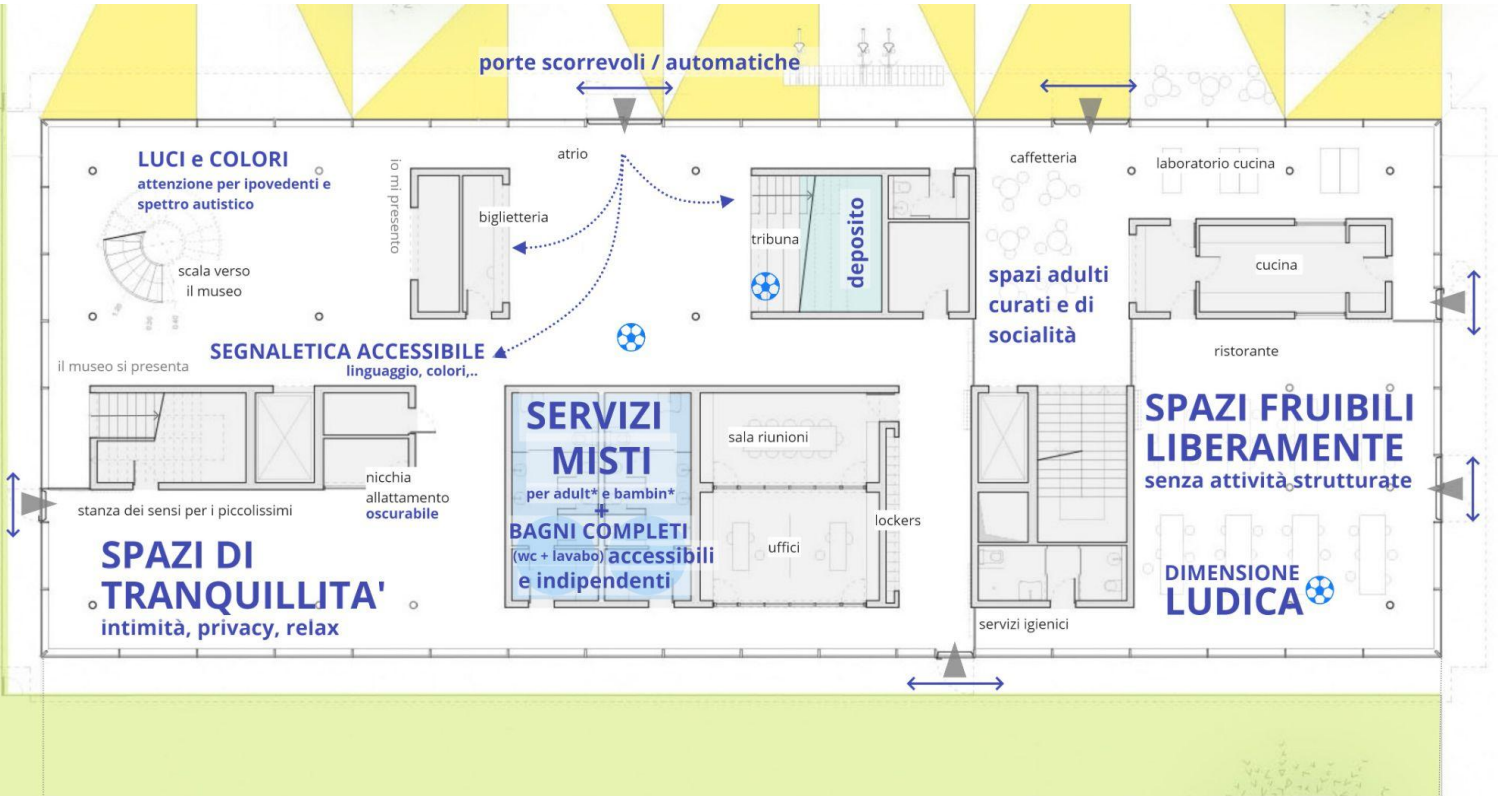 porte scorrevoli / automatiche
LUCI e COLORI
attenzione per ipovedenti e
spettro autistico
io mi presento
atrio
biglietteria
tribuna
deposito
caffetteria
laboratorio cucina
cucina
scala verso
il museo
spazi adulti
curati e di
socialità
SEGNALETICA ACCESSIBILE
linguaggio, colori,..
il museo si presenta
ristorante
SERVIZI
MISTI
per adult* e bambin*
+
BAGNI COMPLETI
(wc + lavabo) accessibili
e indipendenti
sala riunioni
uffici
lockers
SPAZI FRUIBILI
LIBERAMENTE
senza attività strutturate
nicchia
allattamento
oscurabile
stanza dei sensi per i piccolissimi
SPAZI DI
TRANQUILLITA'
intimità, privacy, relax
DIMENSIONE
LUDICA
servizi igienici